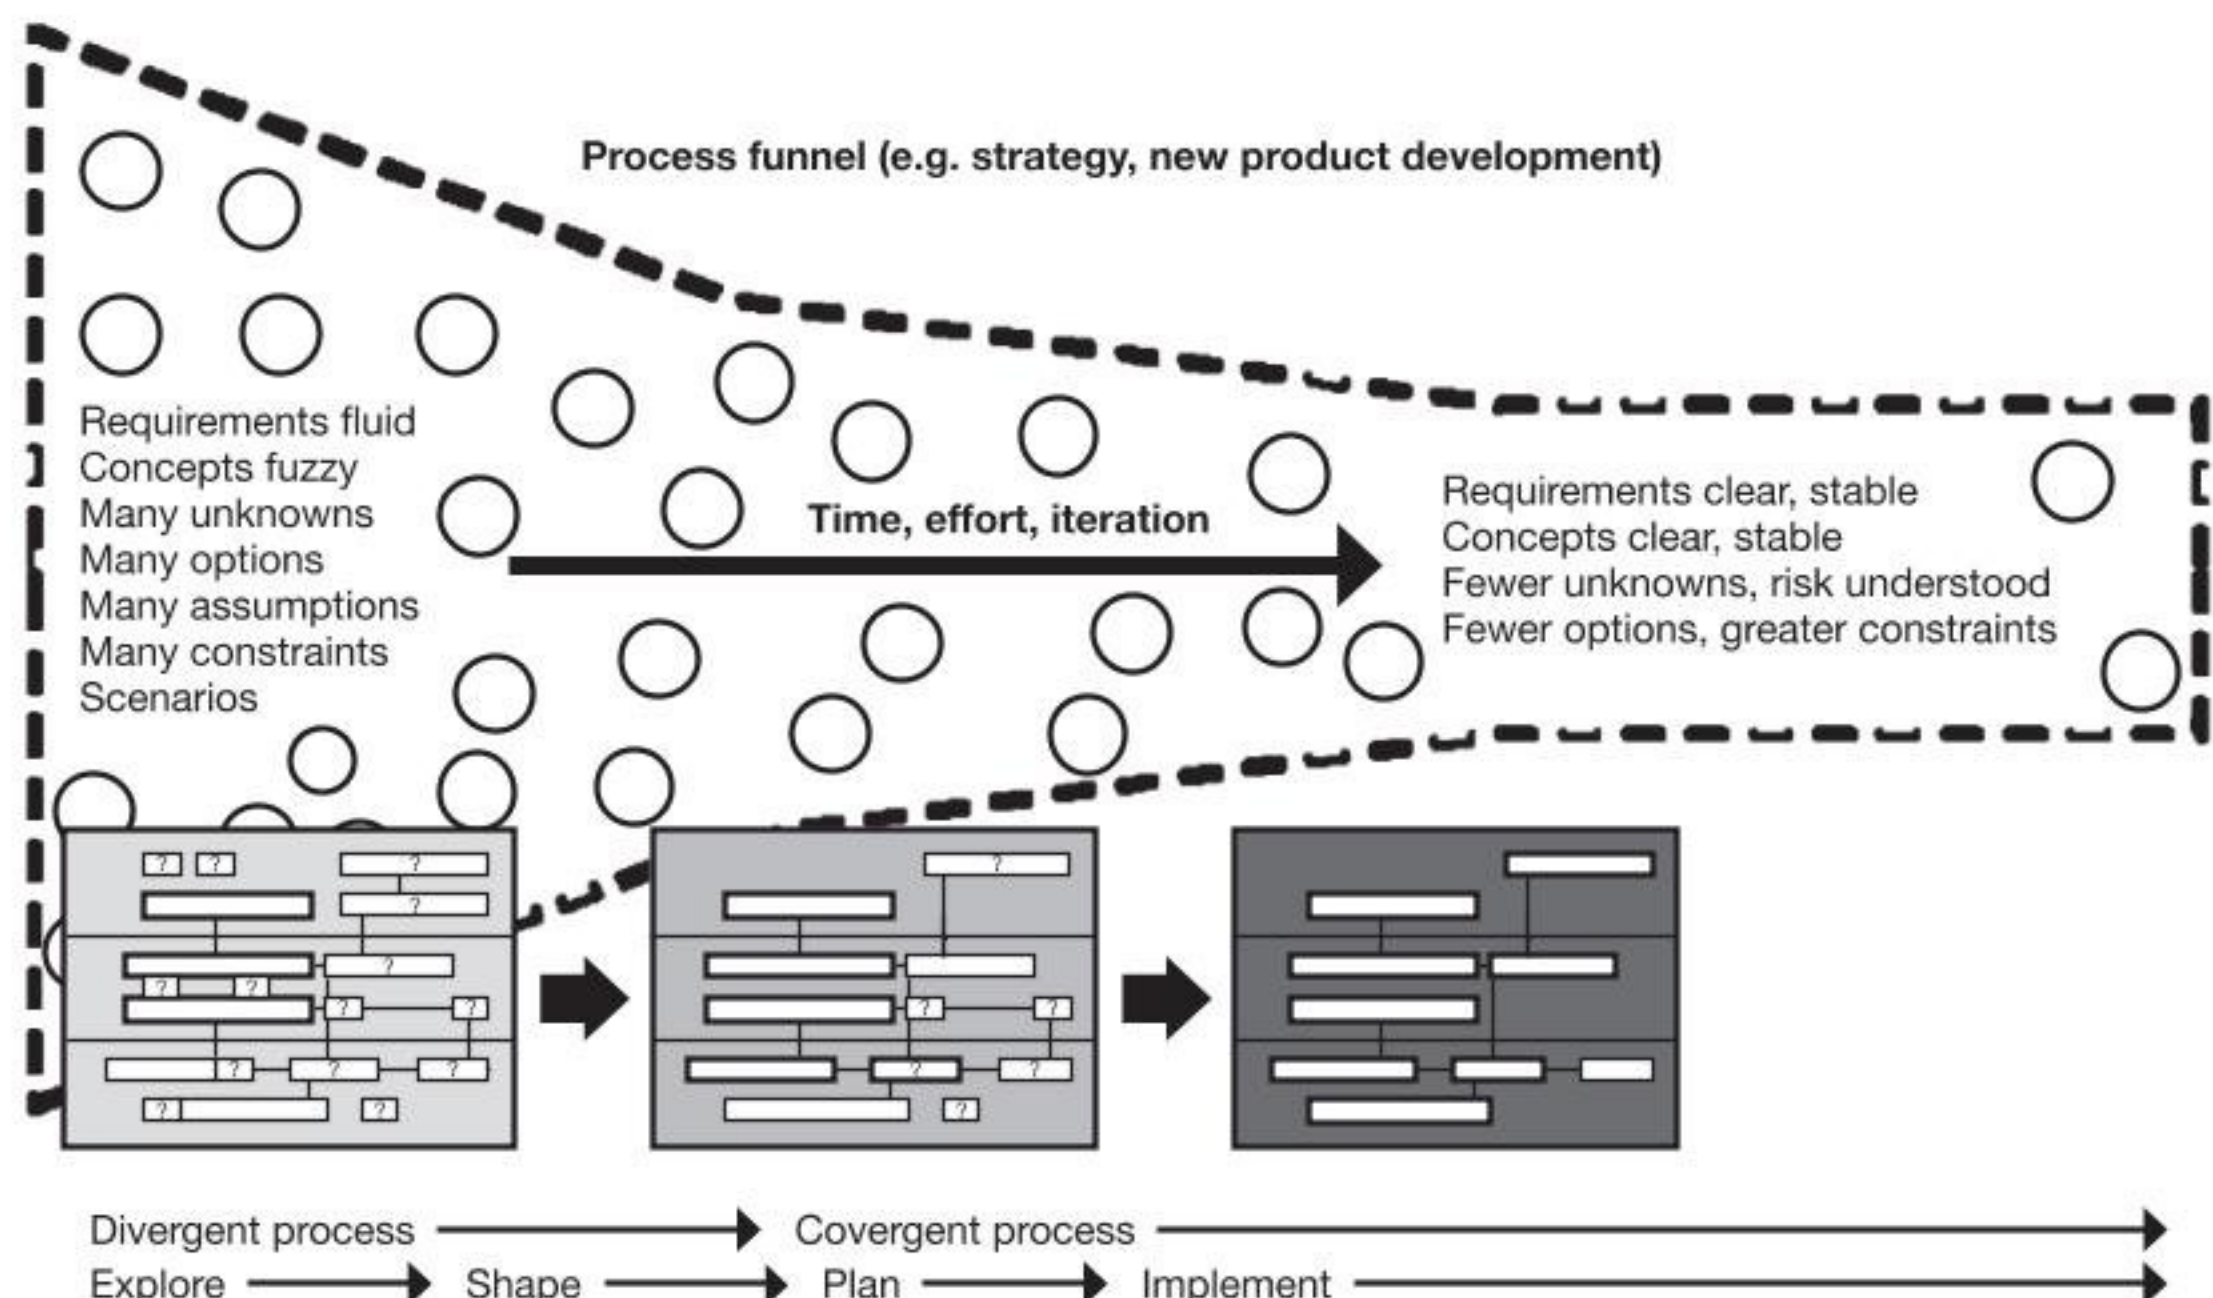 Process funnel (e.g. strategy, new product development)
Requirements fluid
Concepts fuzzy
Many unknowns
Many options
Many assumptions
Many constraints
Scenarios
Time, effort, iteration
Requirements clear, stable
Concepts clear, stable
Fewer unknowns, risk understood
Fewer options, greater constraints
? ? ?
?
?
? ?
? ?
? ? ?
? ?
?
? ?
? ?
?
Divergent process Covergent process
Explore Shape Plan Implement